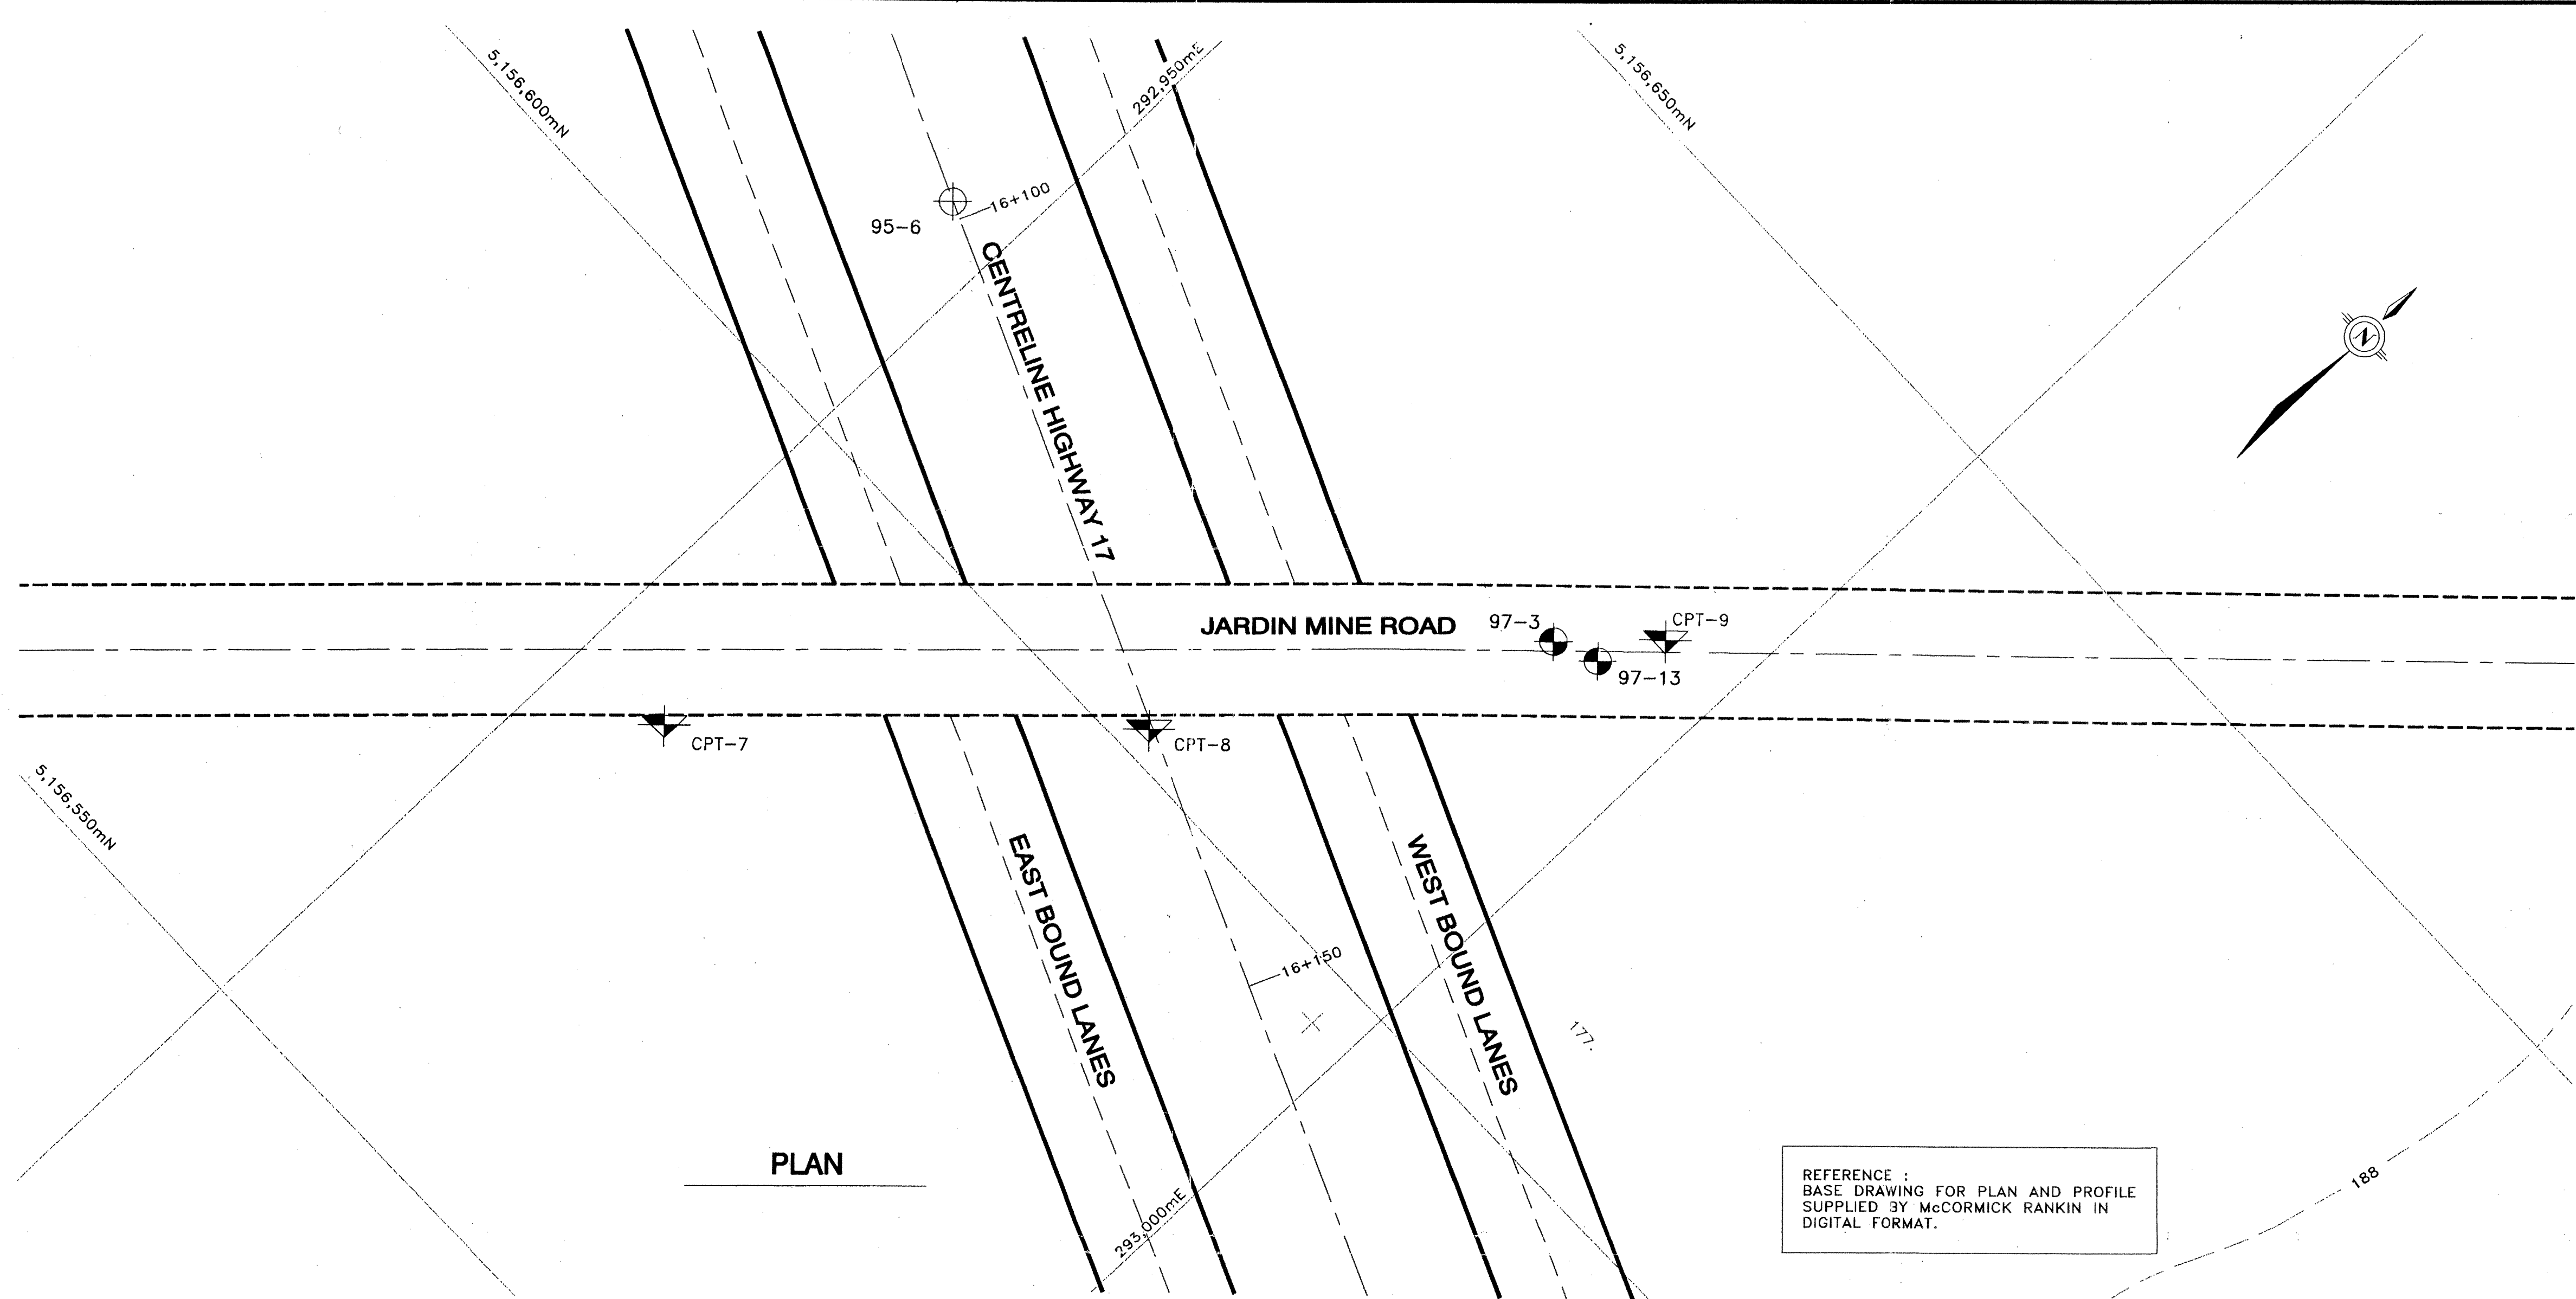 5,156,600mN
292,950mE
5,156,650mN
16+100
95-6
CENTRELINE HIGHWAY 17
N
JARDIN MINE ROAD
97-3
CPT-9
97-13
CPT-7
CPT-8
5,156,550mN
EAST BOUND LANES
WEST BOUND LANES
16+150
177.
PLAN
293,000mE
188
REFERENCE :
BASE DRAWING FOR PLAN AND PROFILE
SUPPLIED BY McCORMICK RANKIN IN
DIGITAL FORMAT.